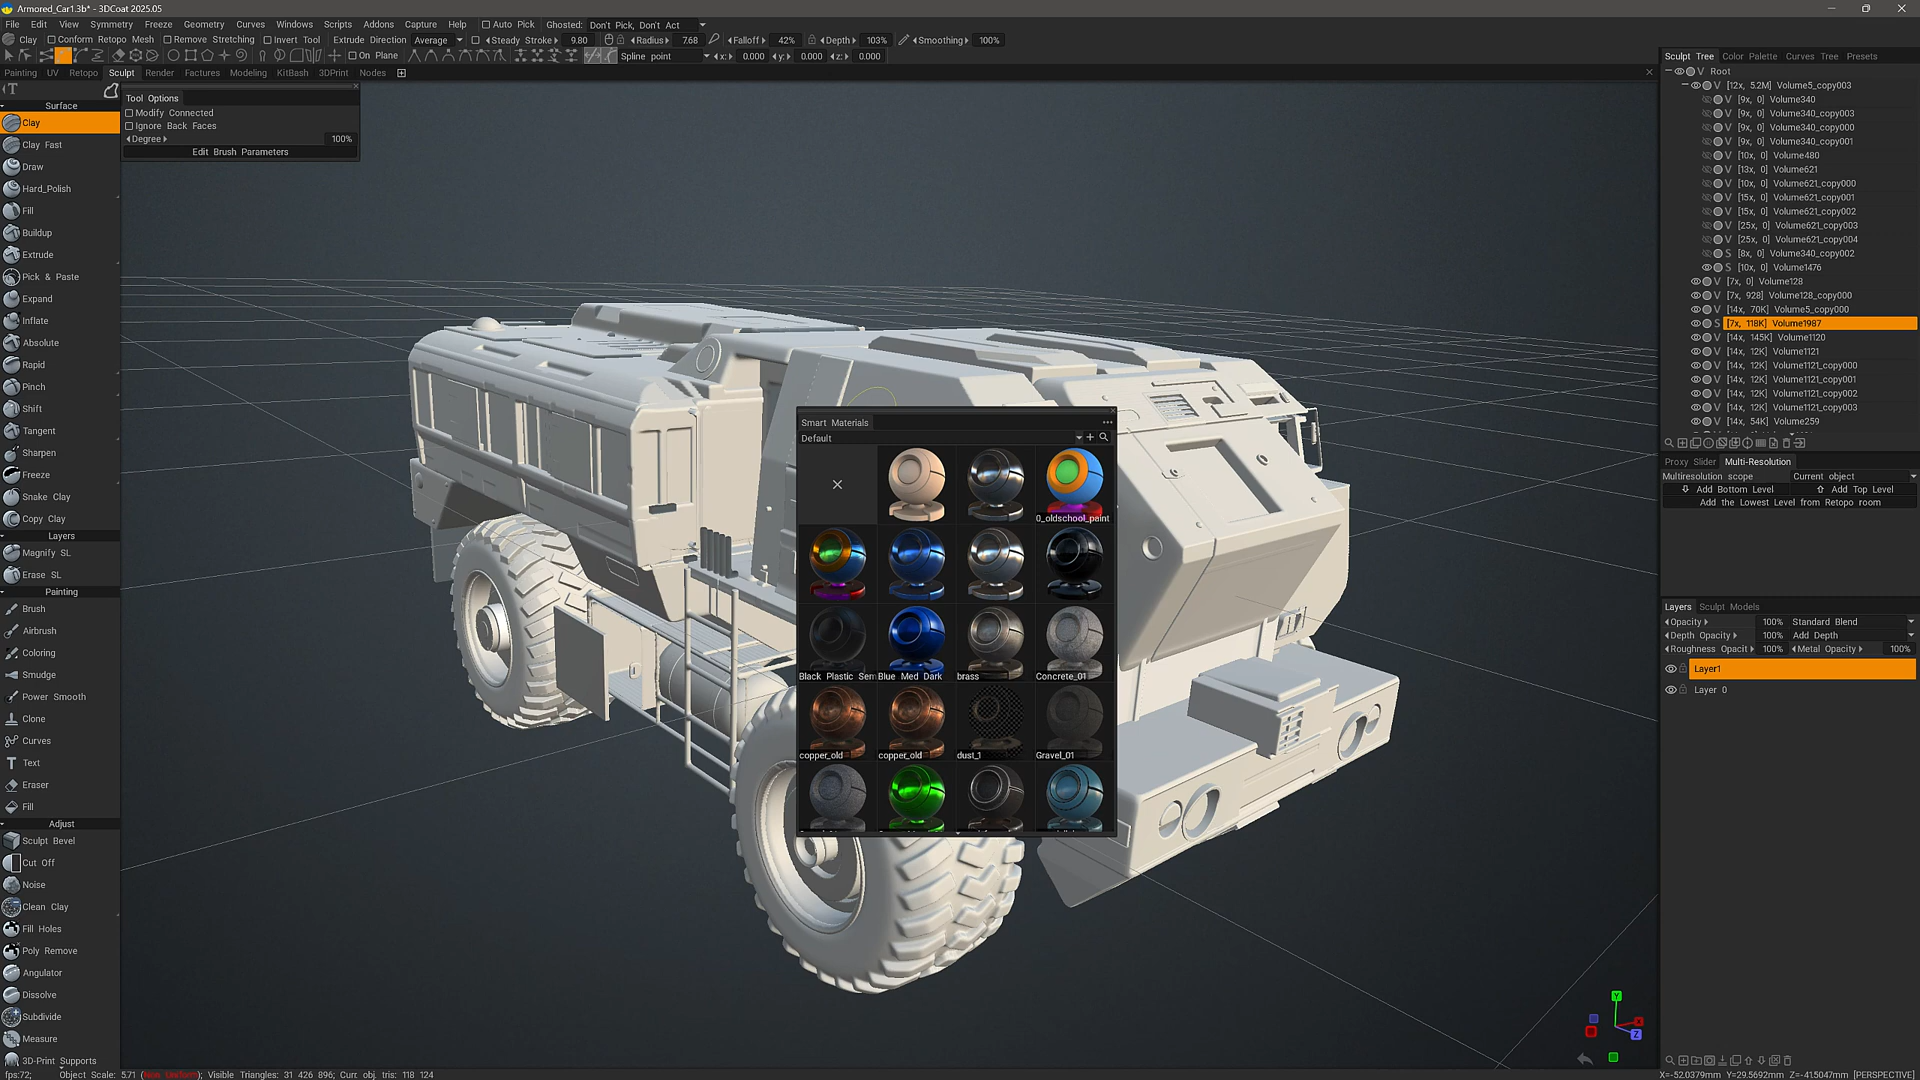 Armored_Car1.3b* - 3DCoat 2025.05
File Edit View Symmetry Freeze Geometry Curves Windows Scripts Addons Capture Help Auto Pick Ghosted: Don't Pick, Don't Act
Clay Conform Retopo Mesh Remove Stretching Invert Tool Extrude Direction Average Steady Stroke 9.80 Radius 7.68 Falloff 42% Depth 103% Smoothing 100%
On Plane Spline point x: 0.000 y: 0.000 z: 0.000
Painting UV Retopo Sculpt Render Factures Modeling KitBash 3DPrint Nodes
Surface
Clay
Clay Fast
Draw
Hard_Polish
Fill
Buildup
Extrude
Pick & Paste
Expand
Inflate
Absolute
Rapid
Pinch
Shift
Tangent
Sharpen
Freeze
Snake Clay
Copy Clay
Layers
Magnify SL
Erase SL
Painting
Brush
Airbrush
Coloring
Smudge
Power Smooth
Clone
Curves
Text
Eraser
Fill
Adjust
Sculpt Bevel
Cut Off
Noise
Clean Clay
Fill Holes
Poly Remove
Angulator
Dissolve
Subdivide
Measure
3D-Print Supports
Tool Options
Modify Connected
Ignore Back Faces
Degree 100%
Edit Brush Parameters
Smart Materials
Default
0_oldschool_paint
Black Plastic Sem Blue Med Dark brass Concrete_01
copper_old copper_old dust_1 Gravel_01
Sculpt Tree Color Palette Curves Tree Presets
V Root
V [12x, 5.2M] Volume5_copy003
V [9x, 0] Volume340
V [9x, 0] Volume340_copy003
V [9x, 0] Volume340_copy000
V [9x, 0] Volume340_copy001
V [10x, 0] Volume480
V [13x, 0] Volume621
V [10x, 0] Volume621_copy000
V [15x, 0] Volume621_copy001
V [15x, 0] Volume621_copy002
V [25x, 0] Volume621_copy003
V [25x, 0] Volume621_copy004
S [8x, 0] Volume340_copy002
S [10x, 0] Volume1476
V [7x, 0] Volume128
V [7x, 928] Volume128_copy000
V [14x, 70K] Volume5_copy000
S [7x, 118K] Volume1987
V [14x, 145K] Volume1120
V [14x, 12K] Volume1121
V [14x, 12K] Volume1121_copy000
V [14x, 12K] Volume1121_copy001
V [14x, 12K] Volume1121_copy002
V [14x, 12K] Volume1121_copy003
V [14x, 54K] Volume259
Proxy Slider Multi-Resolution
Multiresolution scope Current object
Add Bottom Level Add Top Level
Add the Lowest Level from Retopo room
Layers Sculpt Models
Opacity 100% Standard Blend
Depth Opacity 100% Add Depth
Roughness Opacit 100% Metal Opacity 100%
Layer1
Layer 0
Y
X
Z
fps:72; Object Scale: 5.71 (Non Uniform); Visible Triangles: 31 426 896; Curr. obj. tris: 118 124
X=-52.0379mm Y=29.5692mm Z=-41.5047mm [PERSPECTIVE]